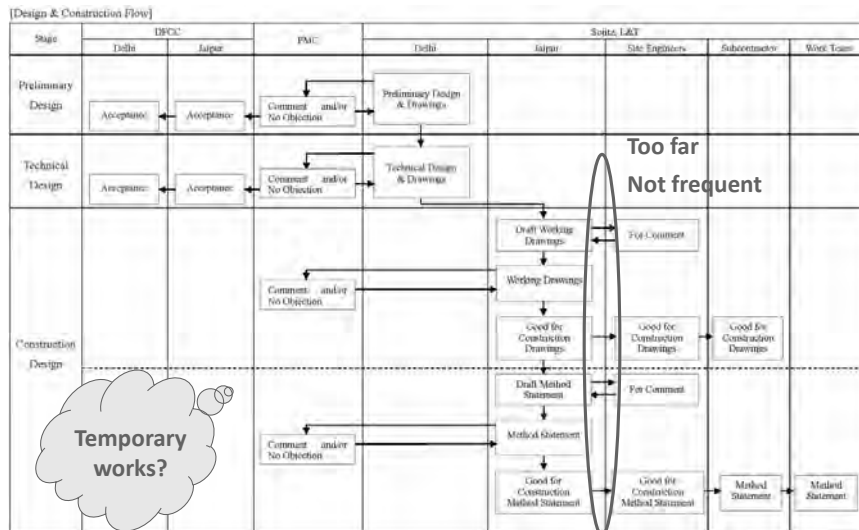 [Design & Construction Flow]
Stage
DFCC
PMC
Sojitz L&T
Delhi
Jaipur
Delhi
Jaipur
Site Engineers
Subcontractor
Work Team
Preliminary
Design
Acceptance
Acceptance
Comment and/or
No Objection
Preliminary Design
& Drawings
Technical
Design
Acceptance
Acceptance
Comment and/or
No Objection
Technical Design
& Drawings
Too far
Not frequent
Construction
Design
Draft Working
Drawings
For Comment
Working Drawings
Comment and/or
No Objection
Good for
Construction
Drawings
Good for
Construction
Drawings
Good for
Construction
Drawings
Draft Method
Statement
For Comment
Temporary
works?
Method Statement
Comment and/or
No Objection
Good for
Construction
Method Statement
Good for
Construction
Method Statement
Method
Statement
Method
Statement